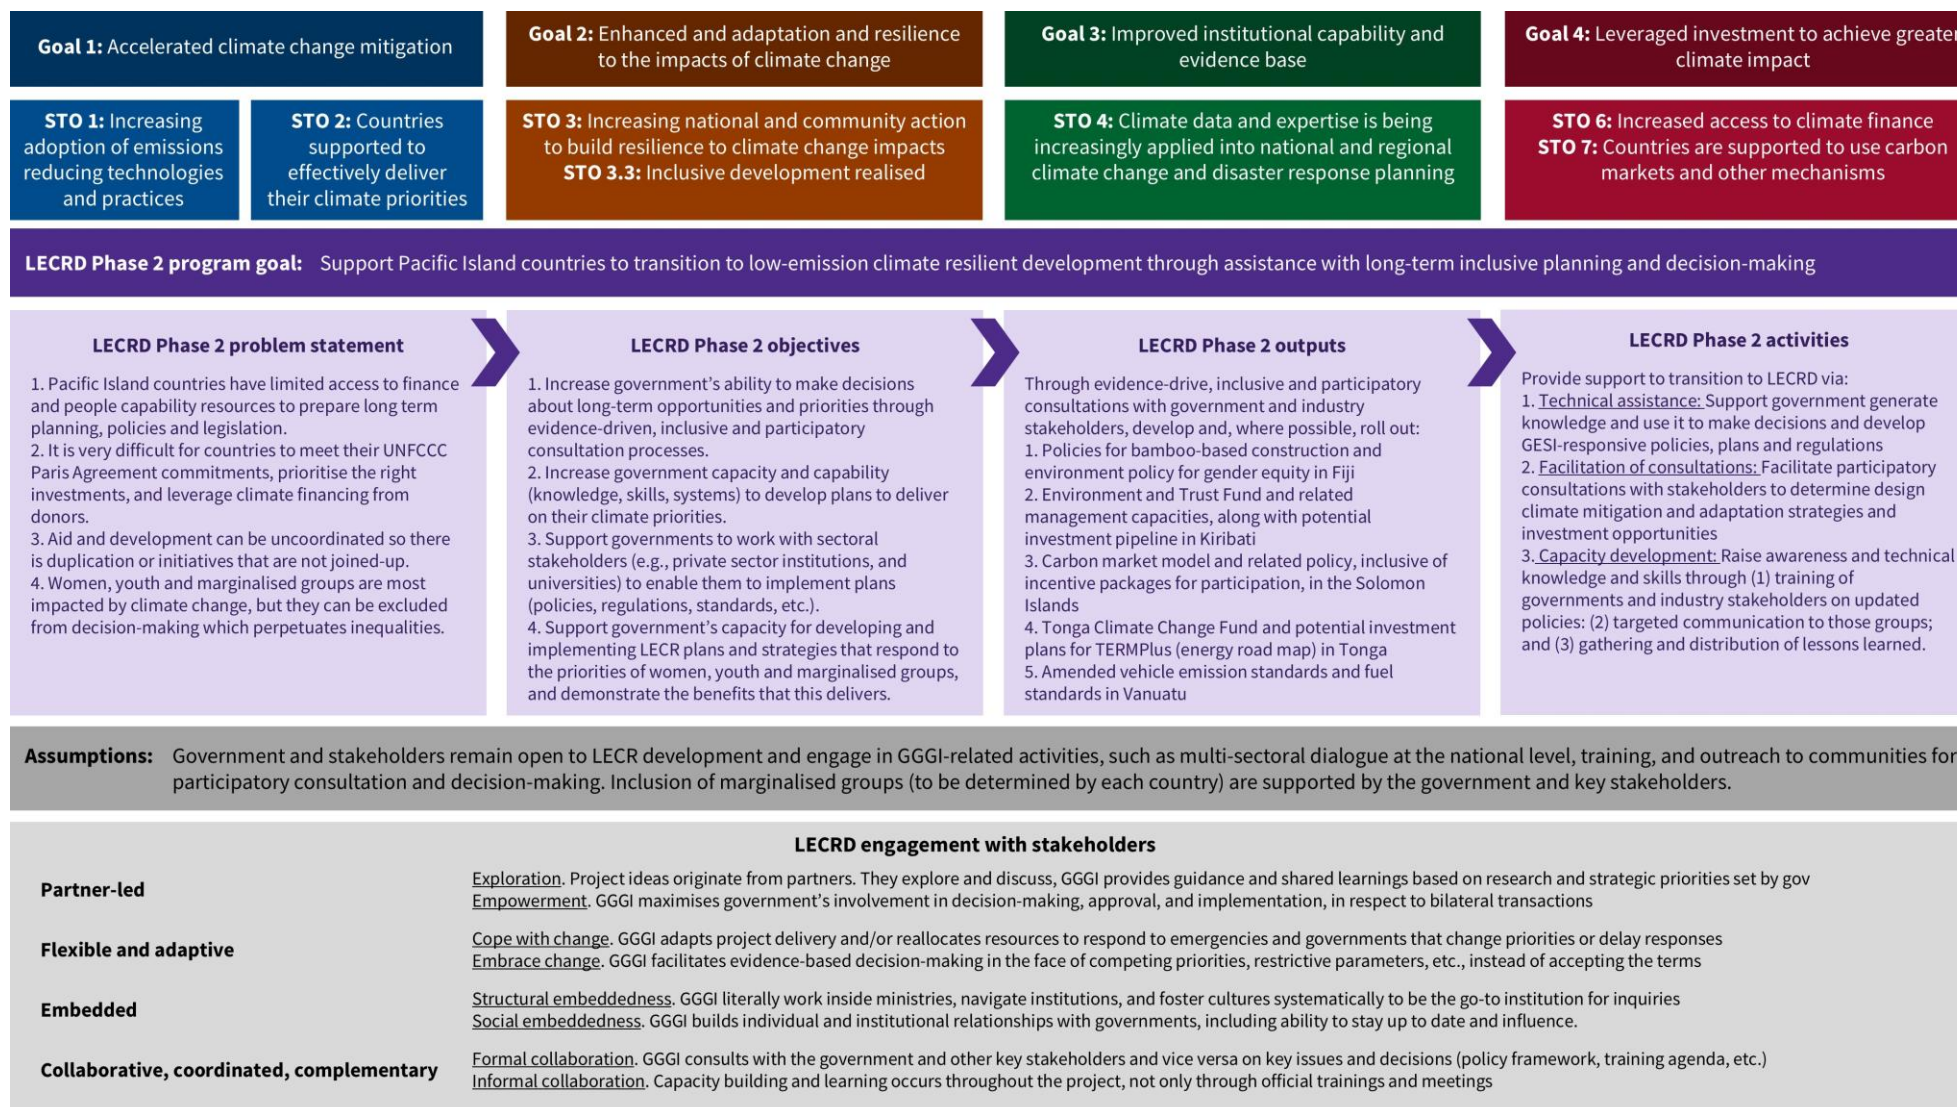 Goal 1: Accelerated climate change mitigation
Goal 2: Enhanced and adaptation and resilience
to the impacts of climate change
Goal 3: Improved institutional capability and
evidence base
Goal 4: Leveraged investment to achieve greater
climate impact
STO 1: Increasing
adoption of emissions
reducing technologies
and practices
STO 2: Countries
supported to
effectively deliver
their climate priorities
STO 3: Increasing national and community action
to build resilience to climate change impacts
STO 3.3: Inclusive development realised
STO 4: Climate data and expertise is being
increasingly applied into national and regional
climate change and disaster response planning
STO 6: Increased access to climate finance
STO 7: Countries are supported to use carbon
markets and other mechanisms
LECRD Phase 2 program goal: Support Pacific Island countries to transition to low-emission climate resilient development through assistance with long-term inclusive planning and decision-making
LECRD Phase 2 problem statement
1. Pacific Island countries have limited access to finance
and people capability resources to prepare long term
planning, policies and legislation.
2. It is very difficult for countries to meet their UNFCCC
Paris Agreement commitments, prioritise the right
investments, and leverage climate financing from
donors.
3. Aid and development can be uncoordinated so there
is duplication or initiatives that are not joined-up.
4. Women, youth and marginalised groups are most
impacted by climate change, but they can be excluded
from decision-making which perpetuates inequalities.
LECRD Phase 2 objectives
1. Increase government's ability to make decisions
about long-term opportunities and priorities through
evidence-driven, inclusive and participatory
consultation processes.
2. Increase government capacity and capability
(knowledge, skills, systems) to develop plans to deliver
on their climate priorities.
3. Support governments to work with sectoral
stakeholders (e.g., private sector institutions, and
universities) to enable them to implement plans
(policies, regulations, standards, etc.).
4. Support government's capacity for developing and
implementing LECR plans and strategies that respond to
the priorities of women, youth and marginalised groups,
and demonstrate the benefits that this delivers.
LECRD Phase 2 outputs
Through evidence-drive, inclusive and participatory
consultations with government and industry
stakeholders, develop and, where possible, roll out:
1. Policies for bamboo-based construction and
environment policy for gender equity in Fiji
2. Environment and Trust Fund and related
management capacities, along with potential
investment pipeline in Kiribati
3. Carbon market model and related policy, inclusive of
incentive packages for participation, in the Solomon
Islands
4. Tonga Climate Change Fund and potential investment
plans for TERMPlus (energy road map) in Tonga
5. Amended vehicle emission standards and fuel
standards in Vanuatu
LECRD Phase 2 activities
Provide support to transition to LECRD via:
1. Technical assistance: Support government generate
knowledge and use it to make decisions and develop
GESI-responsive policies, plans and regulations
2. Facilitation of consultations: Facilitate participatory
consultations with stakeholders to determine design
climate mitigation and adaptation strategies and
investment opportunities
3. Capacity development: Raise awareness and technical
knowledge and skills through (1) training of
governments and industry stakeholders on updated
policies: (2) targeted communication to those groups;
and (3) gathering and distribution of lessons learned.
Assumptions: Government and stakeholders remain open to LECR development and engage in GGGI-related activities, such as multi-sectoral dialogue at the national level, training, and outreach to communities for
participatory consultation and decision-making. Inclusion of marginalised groups (to be determined by each country) are supported by the government and key stakeholders.
LECRD engagement with stakeholders
Partner-led
Exploration. Project ideas originate from partners. They explore and discuss, GGGI provides guidance and shared learnings based on research and strategic priorities set by gov
Empowerment. GGGI maximises government's involvement in decision-making, approval, and implementation, in respect to bilateral transactions
Flexible and adaptive
Cope with change. GGGI adapts project delivery and/or reallocates resources to respond to emergencies and governments that change priorities or delay responses
Embrace change. GGGI facilitates evidence-based decision-making in the face of competing priorities, restrictive parameters, etc., instead of accepting the terms
Embedded
Structural embeddedness. GGGI literally work inside ministries, navigate institutions, and foster cultures systematically to be the go-to institution for inquiries
Social embeddedness. GGGI builds individual and institutional relationships with governments, including ability to stay up to date and influence.
Collaborative, coordinated, complementary
Formal collaboration. GGGI consults with the government and other key stakeholders and vice versa on key issues and decisions (policy framework, training agenda, etc.)
Informal collaboration. Capacity building and learning occurs throughout the project, not only through official trainings and meetings